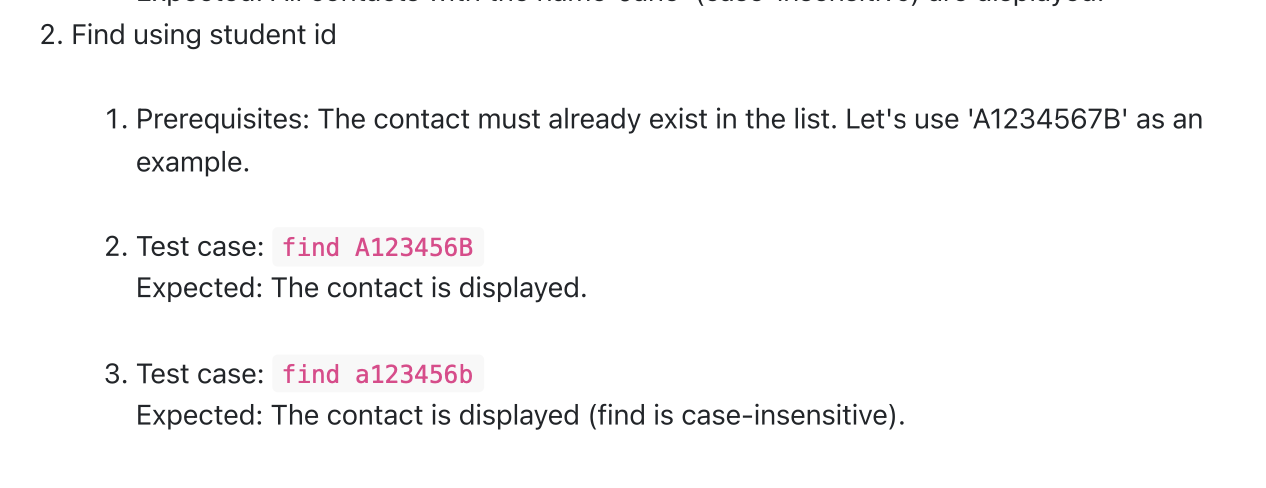 2. Find using student id
1. Prerequisites: The contact must already exist in the list. Let's use 'A1234567B' as an
example.
2. Test case: find A123456B
Expected: The contact is displayed.
3. Test case: find a123456b
Expected: The contact is displayed (find is case-insensitive).